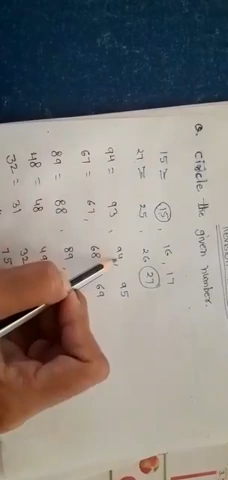 Q. Circle the given number.
15 = 15, 16, 17
27 = 25, 26 27
94 = 93, 94, 95
67 = 67, 68 69
89 = 88, 89,
48 = 48
32 = 31